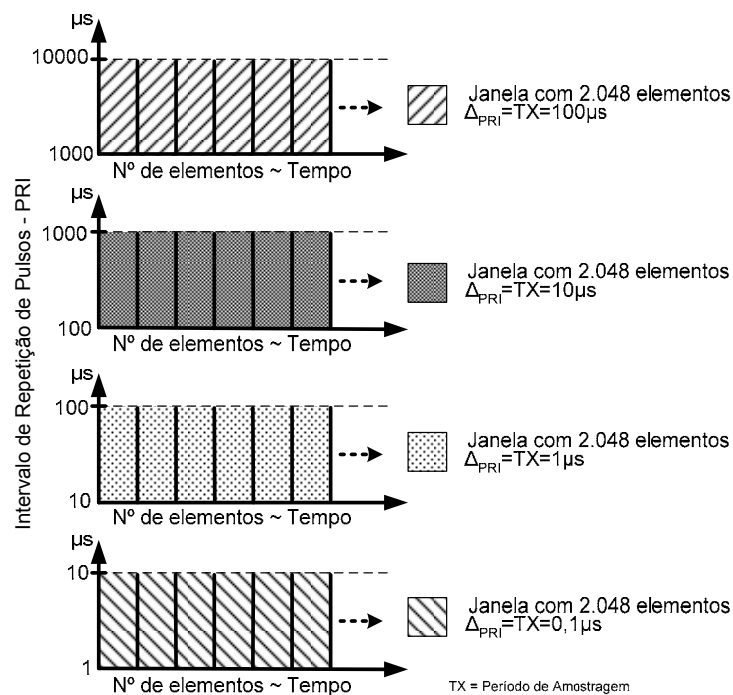 Intervalo de Repetição de Pulsos - PRI
µs
10000
1000
Nº de elementos ~ Tempo
Janela com 2.048 elementos
Δ_PRI=TX=100µs
µs
1000
100
Nº de elementos ~ Tempo
Janela com 2.048 elementos
Δ_PRI=TX=10µs
µs
100
10
Nº de elementos ~ Tempo
Janela com 2.048 elementos
Δ_PRI=TX=1µs
µs
10
1
Nº de elementos ~ Tempo
Janela com 2.048 elementos
Δ_PRI=TX=0,1µs
TX = Período de Amostragem